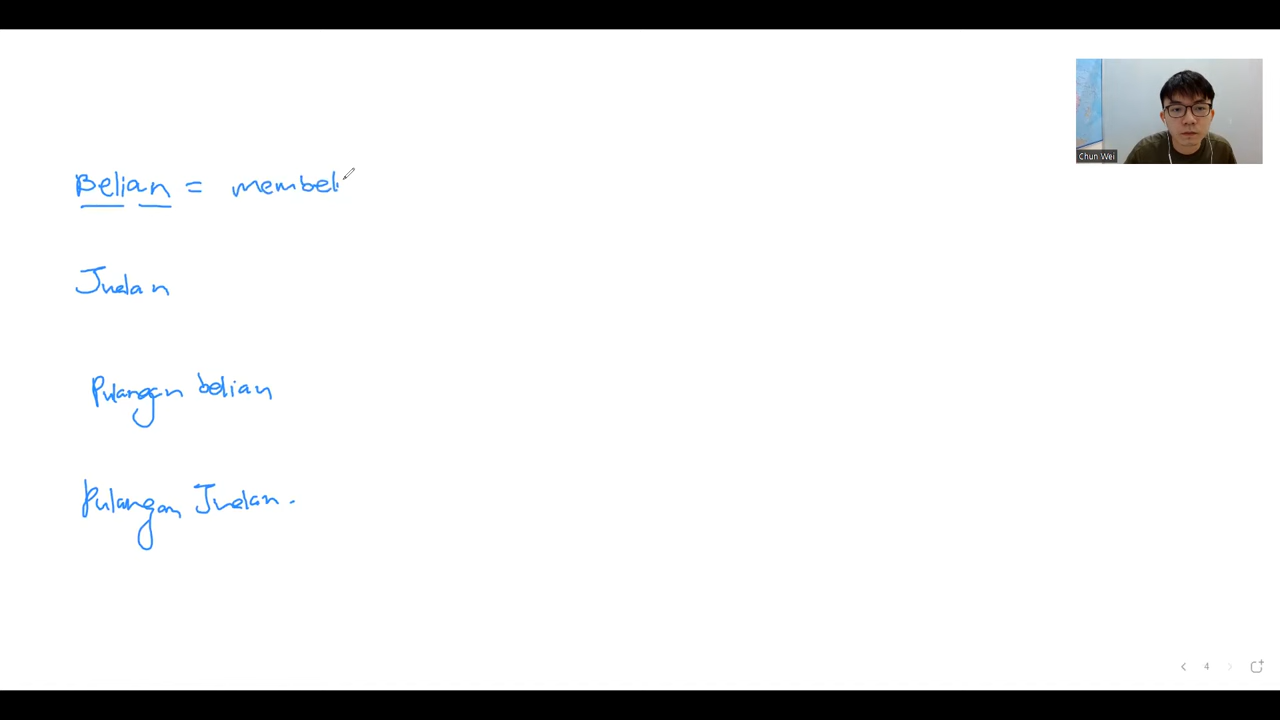 Belian = membeli
Chun Wei
Jualan
Pulangan belian
Pulangan Jualan.
4